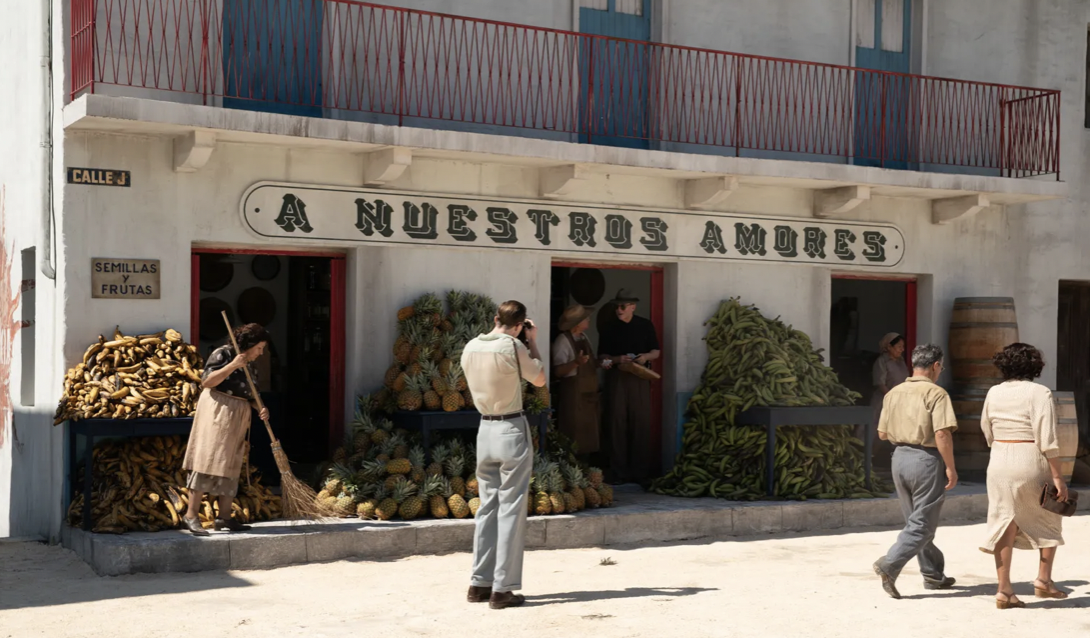 CALLE J
A NUESTROS AMORES
SEMILLAS
Y
FRUTAS